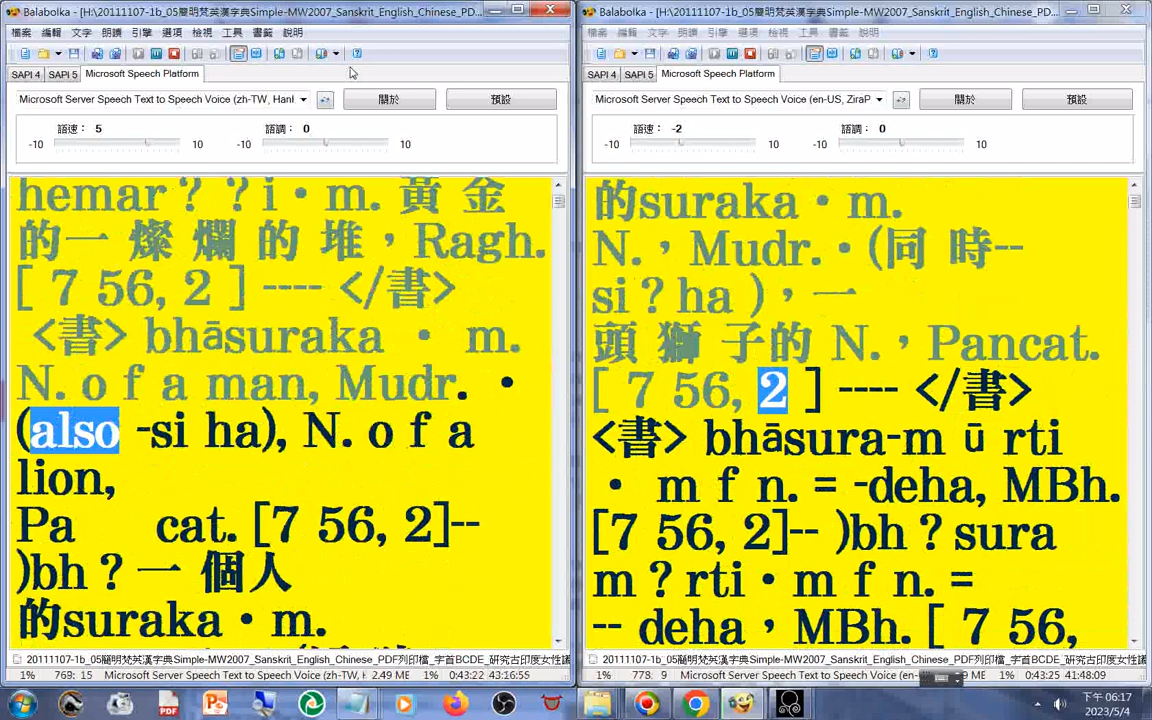 Balabolka - [H:\20111107-1b_05簡明梵英漢字典Simple-MW2007_Sanskrit_English_Chinese_PD...
檔案 編輯 文字 朗讀 引擎 選項 檢視 工具 書籤 說明
SAPI 4 SAPI 5 Microsoft Speech Platform
Microsoft Server Speech Text to Speech Voice (zh-TW, Hanl 關於 預設
語速： 5 語調： 0
-10 10 -10 10
hemar？？i・m. 黃 金
的一 燦 爛 的 堆，Ragh.
[ 7 56, 2 ] ---- </書>
<書> bhāsuraka ・ m.
N. o f a man, Mudr. ・
(also -si ha), N. o f a
lion,
Pa cat. [7 56, 2]--
)bh？一 個人
的suraka・m.
20111107-1b_05簡明梵英漢字典Simple-MW2007_Sanskrit_English_Chinese_PDF列印檔_字首BCDE_研究古印度女性議
1% 769: 15 Microsoft Server Speech Text to Speech Voice (zh-TW, H 2.49 ME 1% 0:43:22 43:16:55
Balabolka - [H:\20111107-1b_05簡明梵英漢字典Simple-MW2007_Sanskrit_English_Chinese_PD...
檔案 編輯 文字 朗讀 引擎 選項 檢視 工具 書籤 說明
SAPI 4 SAPI 5 Microsoft Speech Platform
Microsoft Server Speech Text to Speech Voice (en-US, ZiraP 關於 預設
語速： -2 語調： 0
-10 10 -10 10
的suraka・m.
N.，Mudr.・(同 時--
si？ha )，一
頭 獅 子的 N.，Pancat.
[ 7 56, 2 ] ---- </書>
<書> bhāsura-m ū rti
・ m f n. = -deha, MBh.
[7 56, 2]-- )bh？sura
m？rti・m f n. =
-- deha，MBh. [ 7 56,
20111107-1b_05簡明梵英漢字典Simple-MW2007_Sanskrit_English_Chinese_PDF列印檔_字首BCDE_研究古印度女性議
1% 778: 9 Microsoft Server Speech Text to Speech Voice (en- ME 1% 0:43:25 41:48:09
下午 06:17
2023/5/4